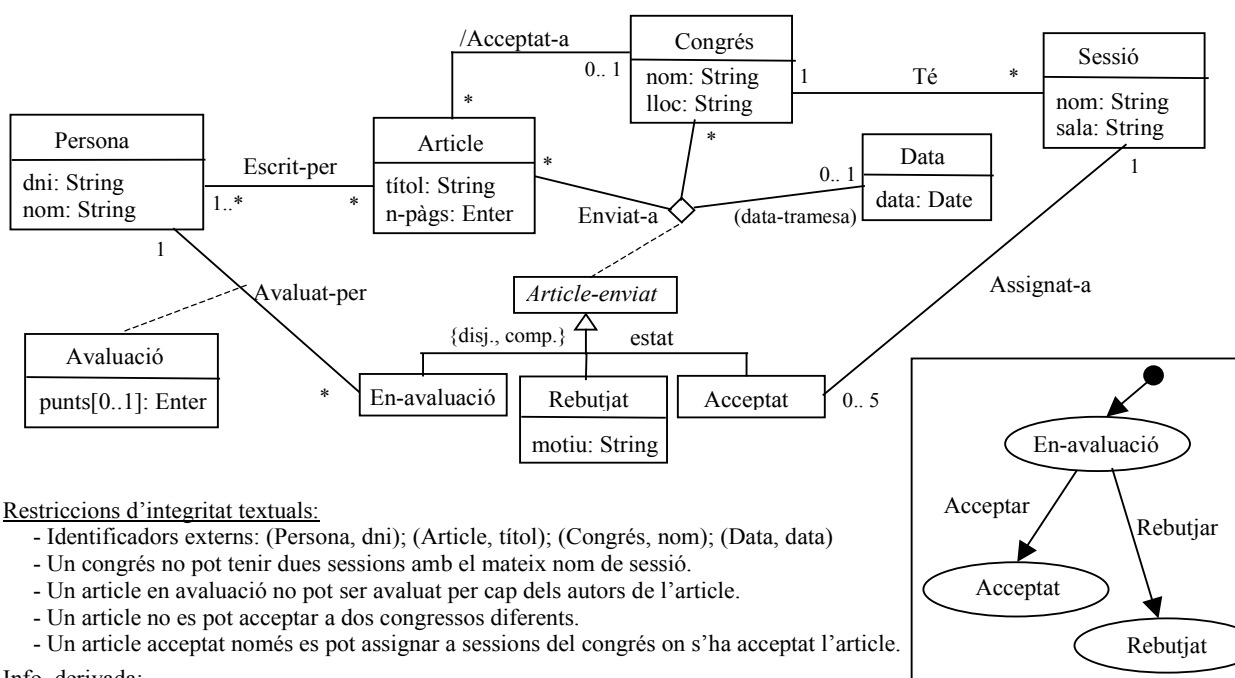 /Acceptat-a
Congrés
nom: String
lloc: String
0.. 1
1
Té
*
Sessió
nom: String
sala: String
1
Persona
dni: String
nom: String
1..*
Escrit-per
*
*
Article
títol: String
n-pàgs: Enter
*
*
Enviat-a
0.. 1
(data-tramesa)
Data
data: Date
1
Avaluat-per
Avaluació
punts[0..1]: Enter
*
Article-enviat
{disj., comp.}
estat
En-avaluació
Rebutjat
motiu: String
Acceptat
0.. 5
Assignat-a
En-avaluació
Acceptar
Rebutjar
Acceptat
Rebutjat
Restriccions d’integritat textuals:
- Identificadors externs: (Persona, dni); (Article, títol); (Congrés, nom); (Data, data)
- Un congrés no pot tenir dues sessions amb el mateix nom de sessió.
- Un article en avaluació no pot ser avaluat per cap dels autors de l’article.
- Un article no es pot acceptar a dos congressos diferents.
- Un article acceptat només es pot assignar a sessions del congrés on s’ha acceptat l’article.
Info. derivada: